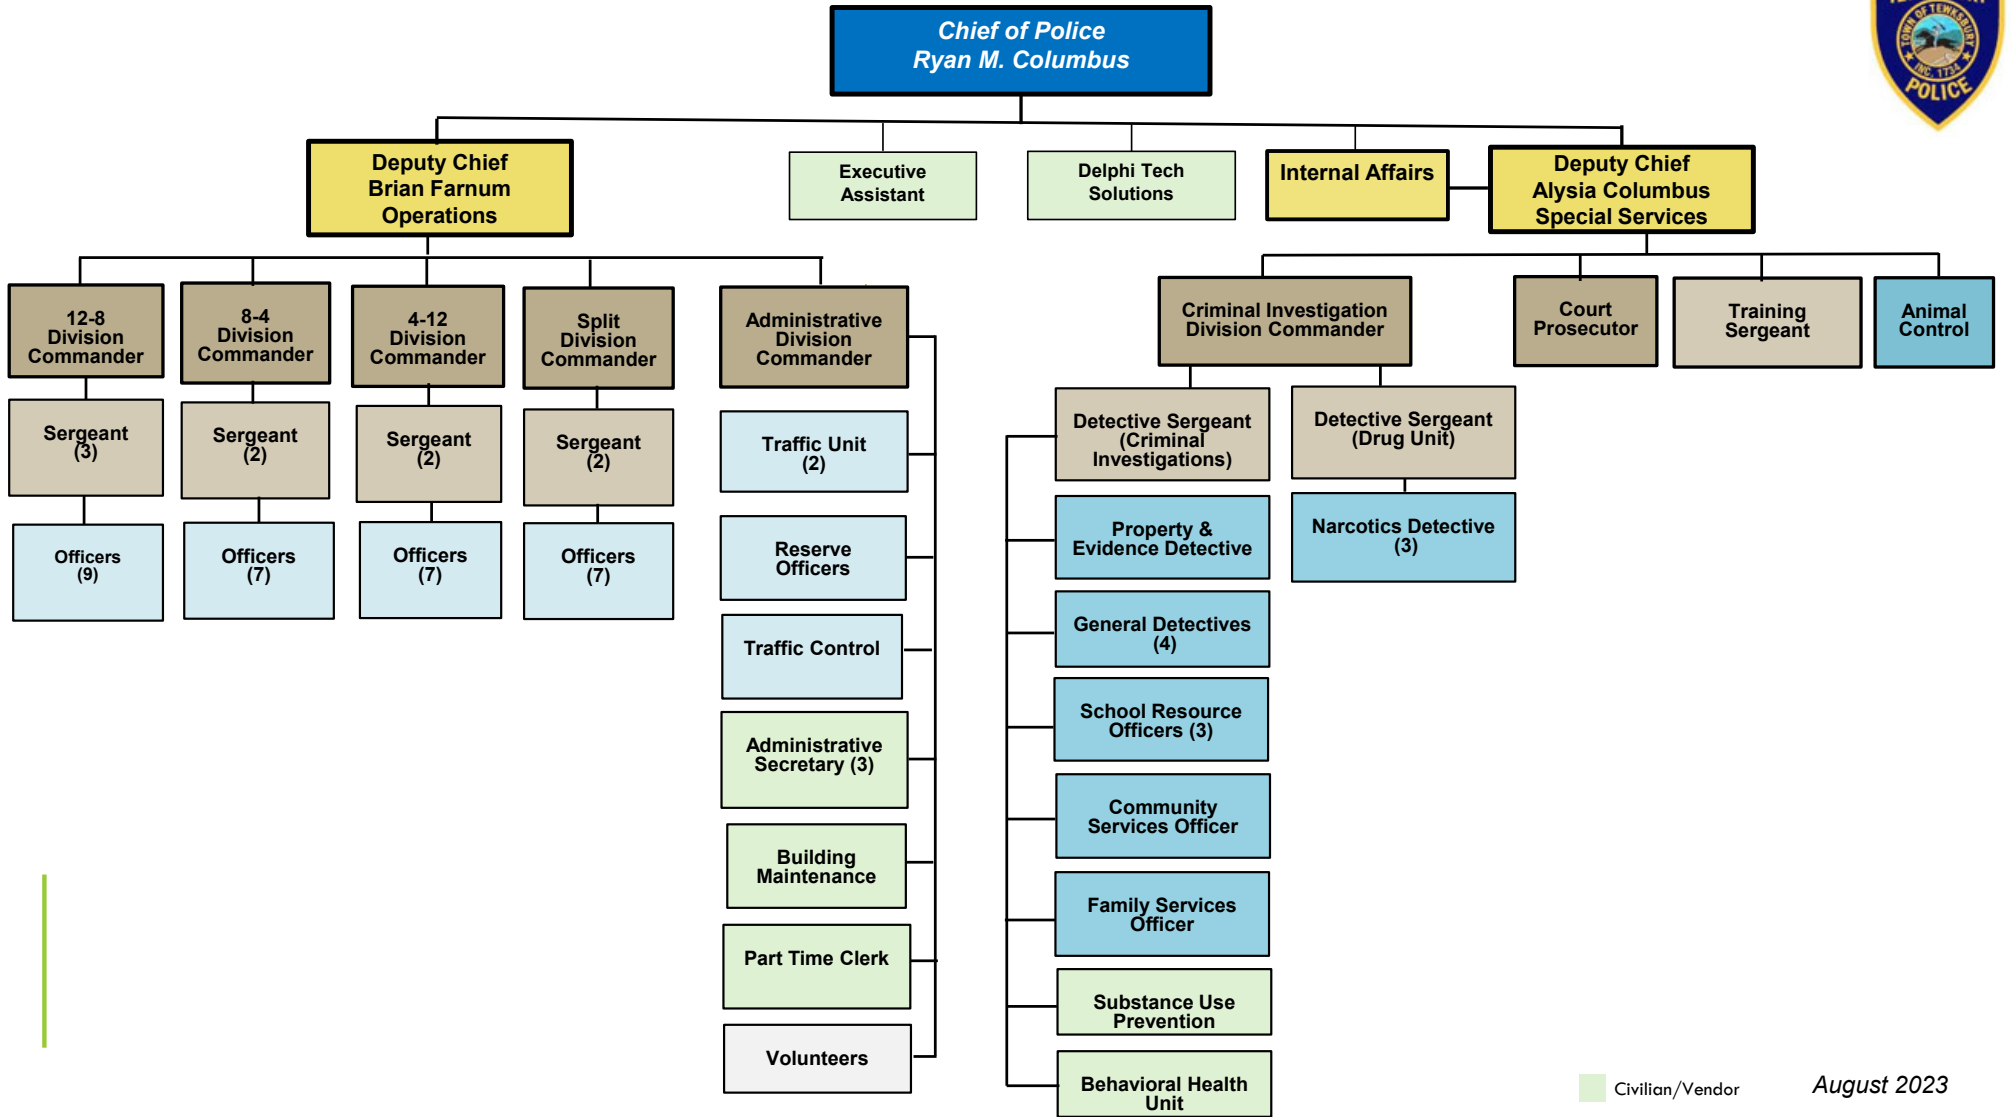 Chief of Police
Ryan M. Columbus
TOWN OF TEWKSBURY
INC. 1734
POLICE
Deputy Chief
Brian Farnum
Operations
Executive
Assistant
Delphi Tech
Solutions
Internal Affairs
Deputy Chief
Alysia Columbus
Special Services
12-8
Division
Commander
8-4
Division
Commander
4-12
Division
Commander
Split
Division
Commander
Administrative
Division
Commander
Criminal Investigation
Division Commander
Court
Prosecutor
Training
Sergeant
Animal
Control
Sergeant
(3)
Sergeant
(2)
Sergeant
(2)
Sergeant
(2)
Officers
(9)
Officers
(7)
Officers
(7)
Officers
(7)
Traffic Unit
(2)
Reserve
Officers
Traffic Control
Administrative
Secretary (3)
Building
Maintenance
Part Time Clerk
Volunteers
Detective Sergeant
(Criminal
Investigations)
Detective Sergeant
(Drug Unit)
Property &
Evidence Detective
Narcotics Detective
(3)
General Detectives
(4)
School Resource
Officers (3)
Community
Services Officer
Family Services
Officer
Substance Use
Prevention
Behavioral Health
Unit
Civilian/Vendor
August 2023